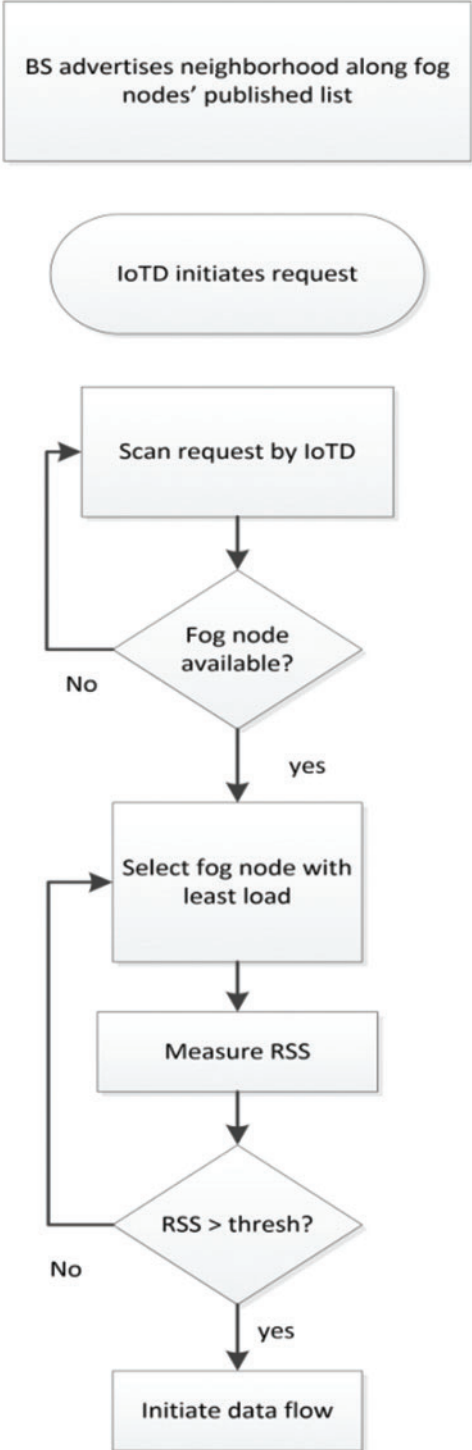 BS advertises neighborhood along fog
nodes’ published list
IoTD initiates request
Scan request by IoTD
Fog node
available?
No
yes
Select fog node with
least load
Measure RSS
RSS > thresh?
No
yes
Initiate data flow